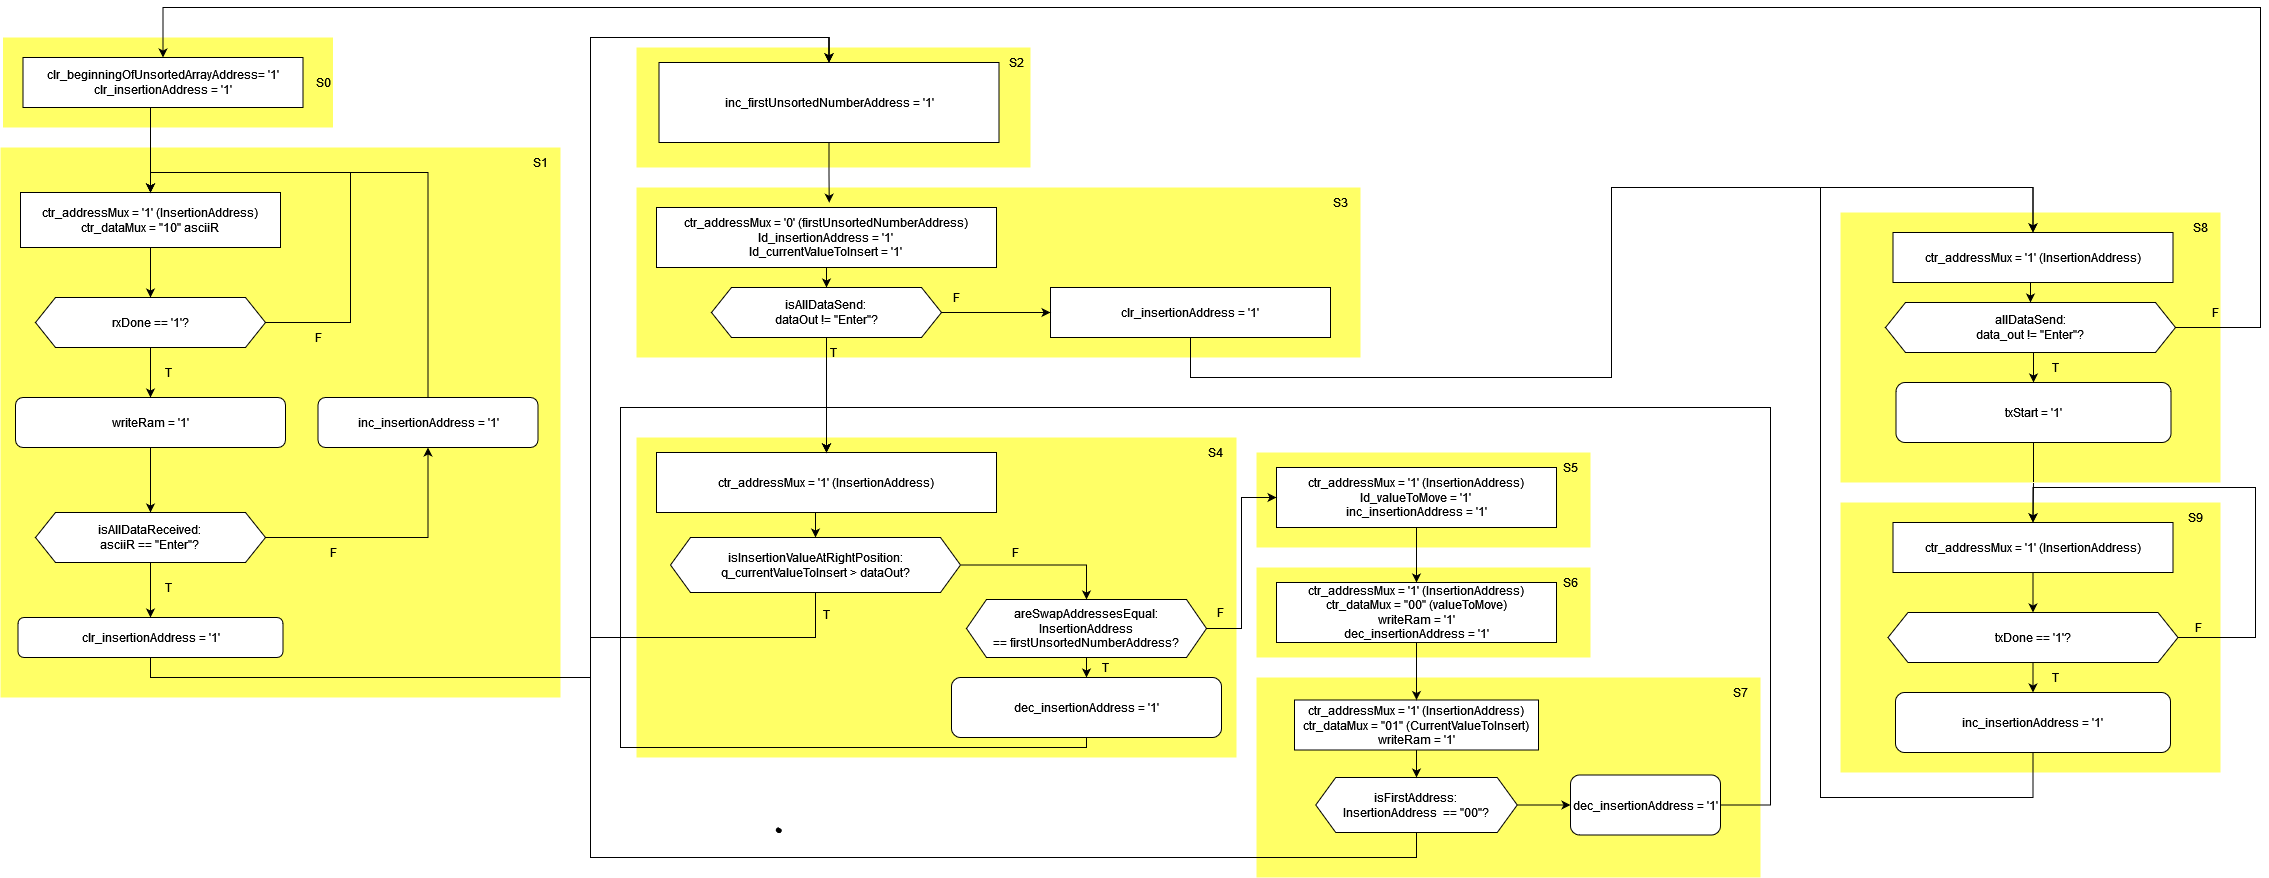 clr_beginningOfUnsortedArrayAddress= '1'
clr_insertionAddress = '1'
S0
S1
ctr_addressMux = '1' (InsertionAddress)
ctr_dataMux = "10" asciiR
rxDone == '1'?
F
T
writeRam = '1'
inc_insertionAddress = '1'
isAllDataReceived:
asciiR == "Enter"?
F
T
clr_insertionAddress = '1'
S2
inc_firstUnsortedNumberAddress = '1'
S3
ctr_addressMux = '0' (firstUnsortedNumberAddress)
ld_insertionAddress = '1'
ld_currentValueToInsert = '1'
isAllDataSend:
dataOut != "Enter"?
F
clr_insertionAddress = '1'
T
S4
ctr_addressMux = '1' (InsertionAddress)
isInsertionValueAtRightPosition:
q_currentValueToInsert > dataOut?
F
T
areSwapAddressesEqual:
InsertionAddress
== firstUnsortedNumberAddress?
F
T
dec_insertionAddress = '1'
S5
ctr_addressMux = '1' (InsertionAddress)
ld_valueToMove = '1'
inc_insertionAddress = '1'
S6
ctr_addressMux = '1' (InsertionAddress)
ctr_dataMux = "00" (valueToMove)
writeRam = '1'
dec_insertionAddress = '1'
S7
ctr_addressMux = '1' (InsertionAddress)
ctr_dataMux = "01" (CurrentValueToInsert)
writeRam = '1'
isFirstAddress:
InsertionAddress == "00"?
dec_insertionAddress = '1'
S8
ctr_addressMux = '1' (InsertionAddress)
allDataSend:
data_out != "Enter"?
F
T
txStart = '1'
S9
ctr_addressMux = '1' (InsertionAddress)
txDone == '1'?
F
T
inc_insertionAddress = '1'